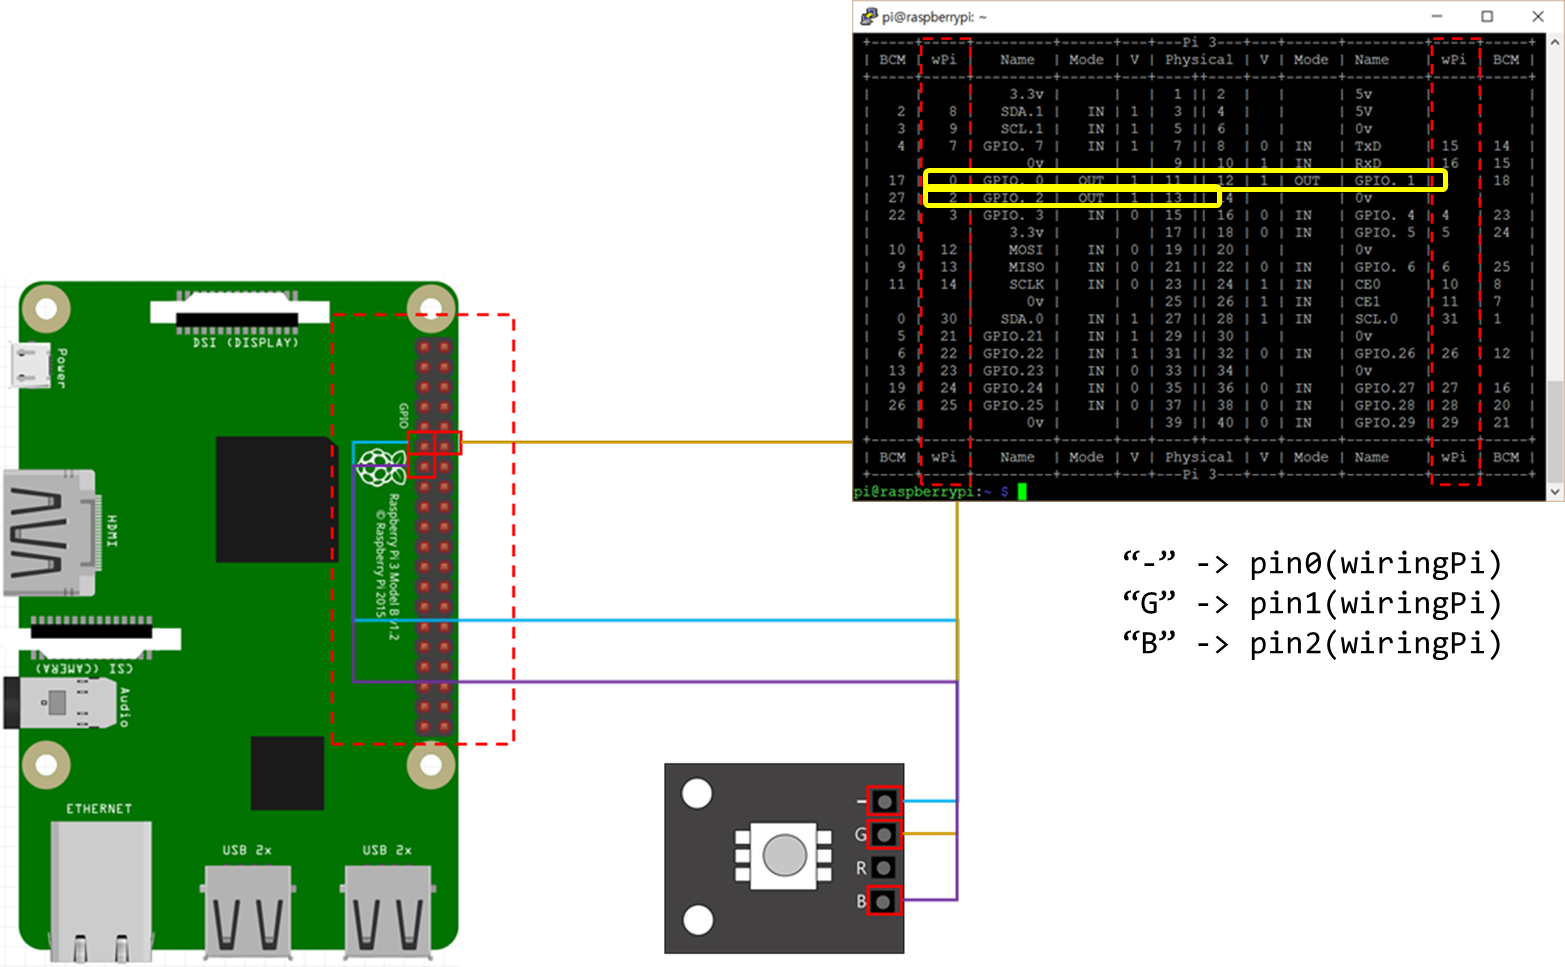 pi@raspberrypi: ~
+-----+-----+---------+------+---+---Pi 3---+---+------+---------+-----+-----+
| BCM | wPi | Name | Mode | V | Physical | V | Mode | Name | wPi | BCM |
+-----+-----+---------+------+---+----++----+---+------+---------+-----+-----+
| | | 3.3v | | | 1 || 2 | | | 5v | | |
| 2 | 8 | SDA.1 | IN | 1 | 3 || 4 | | | 5V | | |
| 3 | 9 | SCL.1 | IN | 1 | 5 || 6 | | | 0v | | |
| 4 | 7 | GPIO. 7 | IN | 1 | 7 || 8 | 0 | IN | TxD | 15 | 14 |
| | | 0v | | | 9 || 10 | 1 | IN | RxD | 16 | 15 |
| 17 | 0 | GPIO. 0 | OUT | 1 | 11 || 12 | 1 | OUT | GPIO. 1 | | 18 |
| 27 | 2 | GPIO. 2 | OUT | 1 | 13 || 14 | | | 0v | | |
| 22 | 3 | GPIO. 3 | IN | 0 | 15 || 16 | 0 | IN | GPIO. 4 | 4 | 23 |
| | | 3.3v | | | 17 || 18 | 0 | IN | GPIO. 5 | 5 | 24 |
| 10 | 12 | MOSI | IN | 0 | 19 || 20 | | | 0v | | |
| 9 | 13 | MISO | IN | 0 | 21 || 22 | 0 | IN | GPIO. 6 | 6 | 25 |
| 11 | 14 | SCLK | IN | 0 | 23 || 24 | 1 | IN | CE0 | 10 | 8 |
| | | 0v | | | 25 || 26 | 1 | IN | CE1 | 11 | 7 |
| 0 | 30 | SDA.0 | IN | 1 | 27 || 28 | 1 | IN | SCL.0 | 31 | 1 |
| 5 | 21 | GPIO.21 | IN | 1 | 29 || 30 | | | 0v | | |
| 6 | 22 | GPIO.22 | IN | 1 | 31 || 32 | 0 | IN | GPIO.26 | 26 | 12 |
| 13 | 23 | GPIO.23 | IN | 0 | 33 || 34 | | | 0v | | |
| 19 | 24 | GPIO.24 | IN | 0 | 35 || 36 | 0 | IN | GPIO.27 | 27 | 16 |
| 26 | 25 | GPIO.25 | IN | 0 | 37 || 38 | 0 | IN | GPIO.28 | 28 | 20 |
| | | 0v | | | 39 || 40 | 0 | IN | GPIO.29 | 29 | 21 |
+-----+-----+---------+------+---+----++----+---+------+---------+-----+-----+
| BCM | wPi | Name | Mode | V | Physical | V | Mode | Name | wPi | BCM |
+-----+-----+---------+------+---+---Pi 3---+---+------+---------+-----+-----+
pi@raspberrypi:~ $
DSI (DISPLAY)
Power
GPIO
HDMI
Raspberry Pi 3 Model B v1.2
© Raspberry Pi 2015
CSI (CAMERA)
Audio
ETHERNET
USB 2x
USB 2x
“-” -> pin0(wiringPi)
“G” -> pin1(wiringPi)
“B” -> pin2(wiringPi)
-
G
R
B